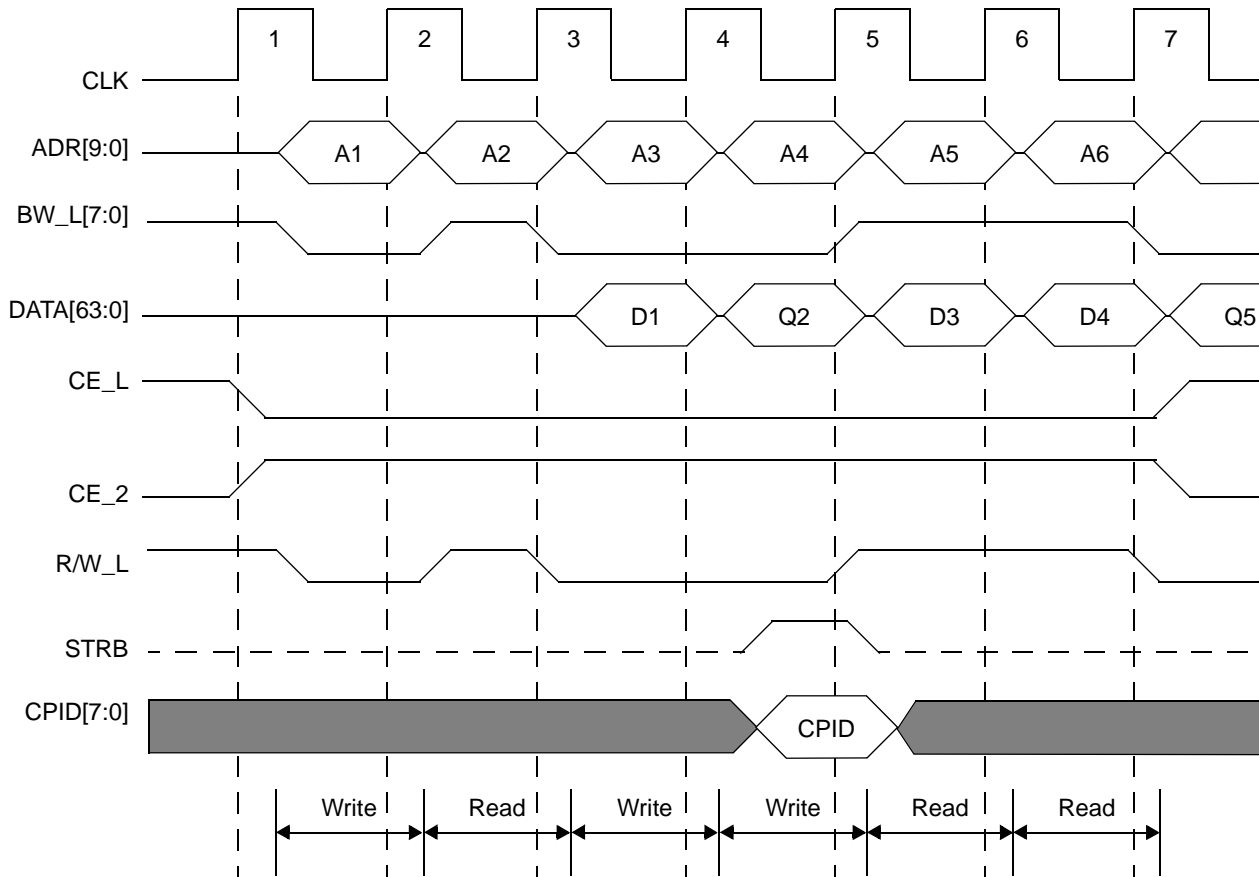 1 2 3 4 5 6 7
CLK
ADR[9:0] A1 A2 A3 A4 A5 A6
BW_L[7:0]
DATA[63:0] D1 Q2 D3 D4 Q5
CE_L
CE_2
R/W_L
STRB
CPID[7:0] CPID
Write Read Write Write Read Read